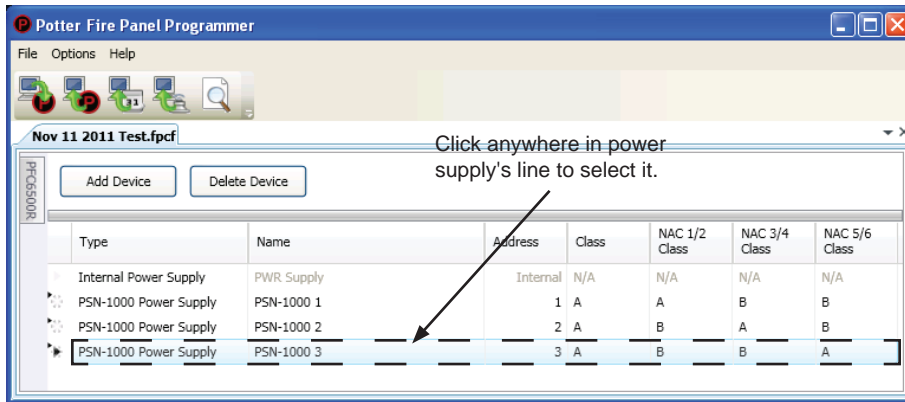 Potter Fire Panel Programmer
File Options Help
Nov 11 2011 Test.fpcf
Click anywhere in power
supply's line to select it.
PFC6500R
Add Device Delete Device
Type Name Address Class NAC 1/2 Class NAC 3/4 Class NAC 5/6 Class
Internal Power Supply PWR Supply Internal N/A N/A N/A N/A
PSN-1000 Power Supply PSN-1000 1 1 A A B B
PSN-1000 Power Supply PSN-1000 2 2 A B A B
PSN-1000 Power Supply PSN-1000 3 3 A B B A